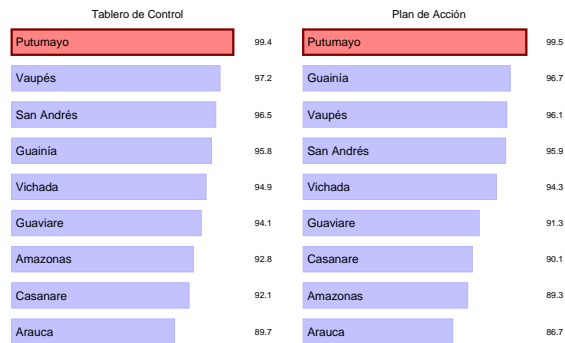 Tablero de Control
Putumayo 99.4
Vaupés 97.2
San Andrés 96.5
Guainía 95.8
Vichada 94.9
Guaviare 94.1
Amazonas 92.8
Casanare 92.1
Arauca 89.7
Plan de Acción
Putumayo 99.5
Guainía 96.7
Vaupés 96.1
San Andrés 95.9
Vichada 94.3
Guaviare 91.3
Casanare 90.1
Amazonas 89.3
Arauca 86.7